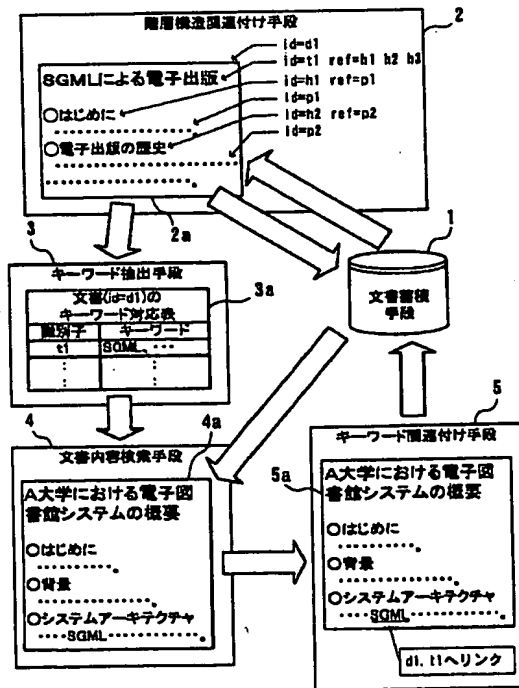 階層構造関連付け手段
2
id=d1
id=t1 ref=h1 h2 h3
SGMLによる電子出版
id=h1 ref=p1
○はじめに
id=p1
id=h2 ref=p2
○電子出版の歴史
id=p2
2a
1
文書蓄積
手段
3
キーワード抽出手段
3a
文書(id=d1)の
キーワード対応表
識別子 キーワード
t1 SGML、･･･
4
4a
文書内容検索手段
A大学における電子図
書館システムの概要
○はじめに
○背景
○システムアーキテクチャ
････SGML･･････････････。
5
キーワード関連付け手段
5a
A大学における電子図
書館システムの概要
○はじめに
○背景
○システムアーキテクチャ
････SGML･･････････････。
d1. t1へリンク